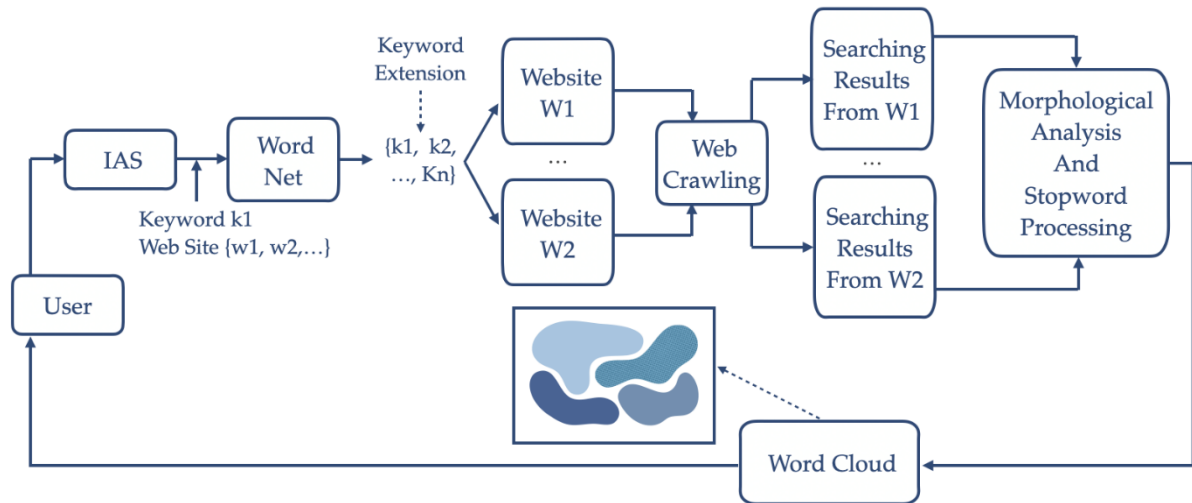 Keyword
Extension
IAS
Word
Net
{k1, k2,
..., Kn}
Keyword k1
Web Site {w1, w2,...}
User
Website
W1
...
Website
W2
Web
Crawling
Searching
Results
From W1
...
Searching
Results
From W2
Morphological
Analysis
And
Stopword
Processing
Word Cloud